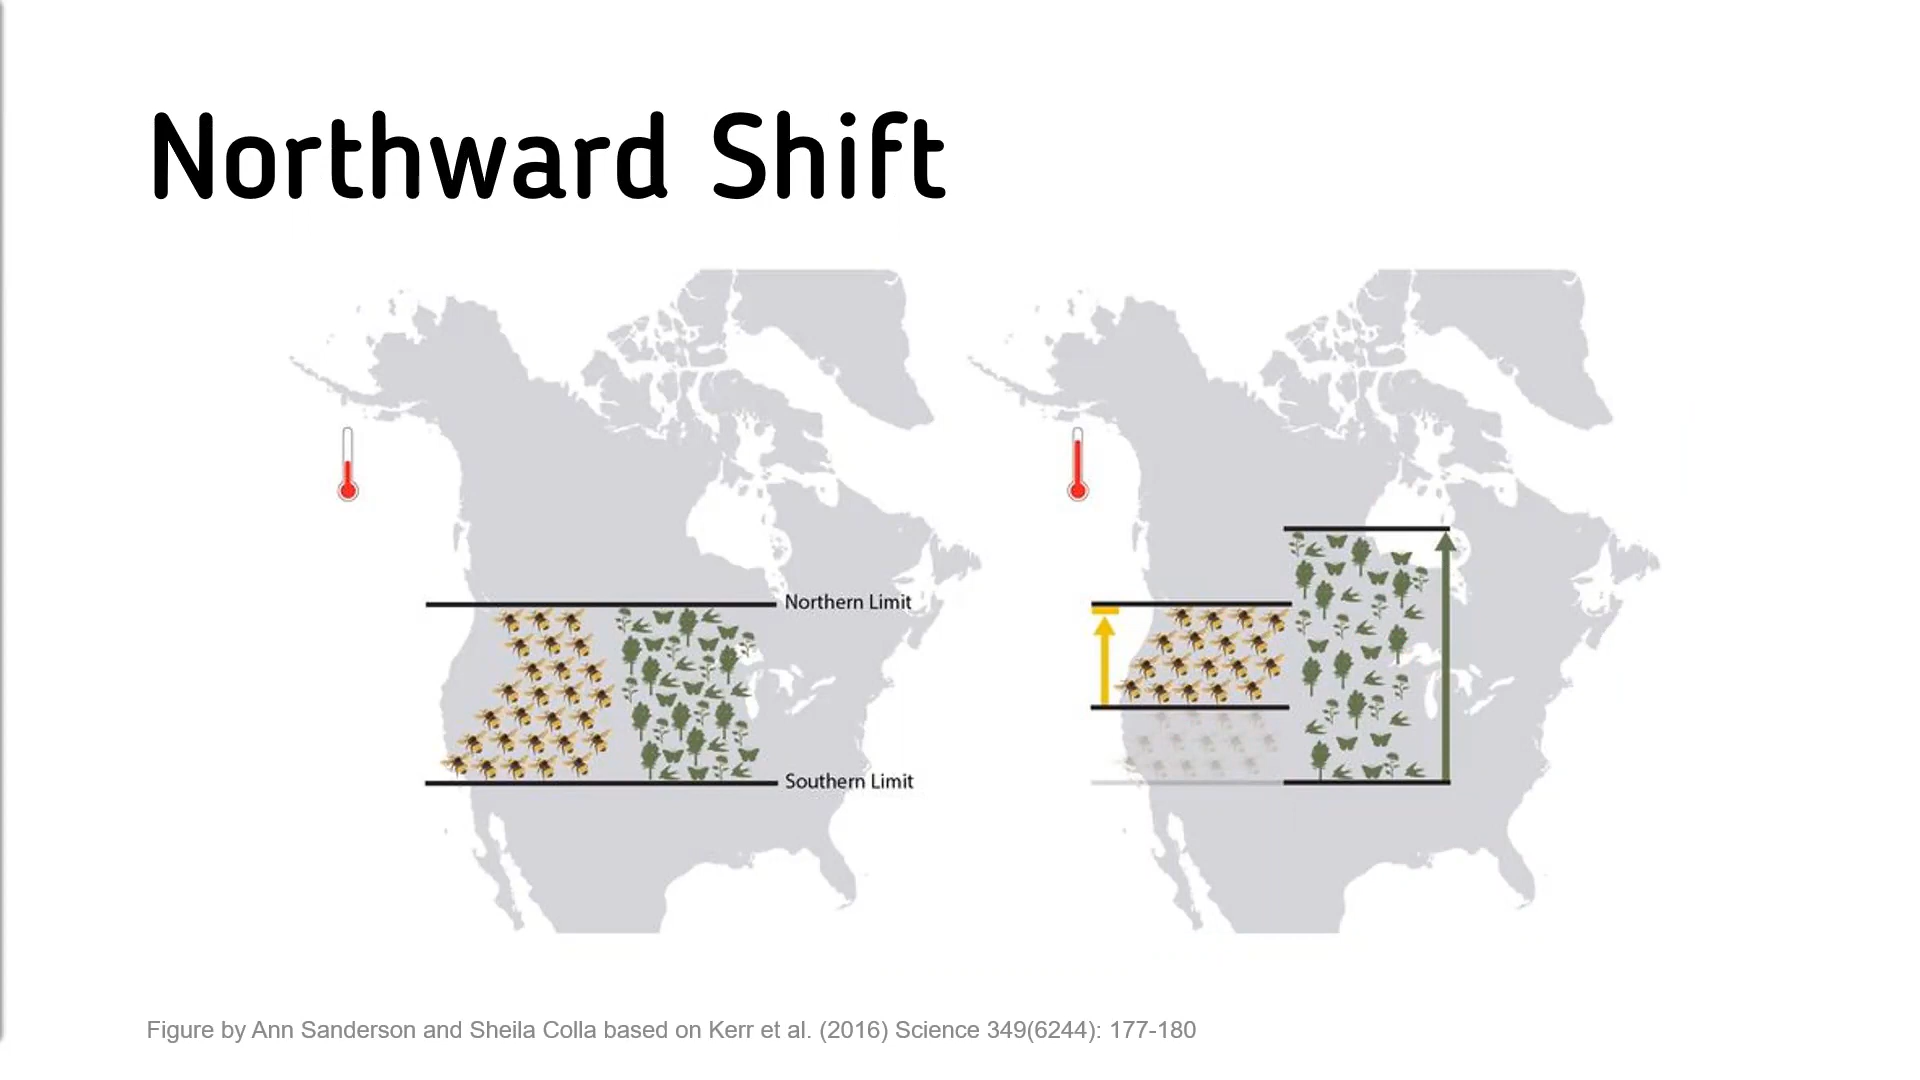 Northward Shift
Northern Limit
Southern Limit
Figure by Ann Sanderson and Sheila Colla based on Kerr et al. (2016) Science 349(6244): 177-180